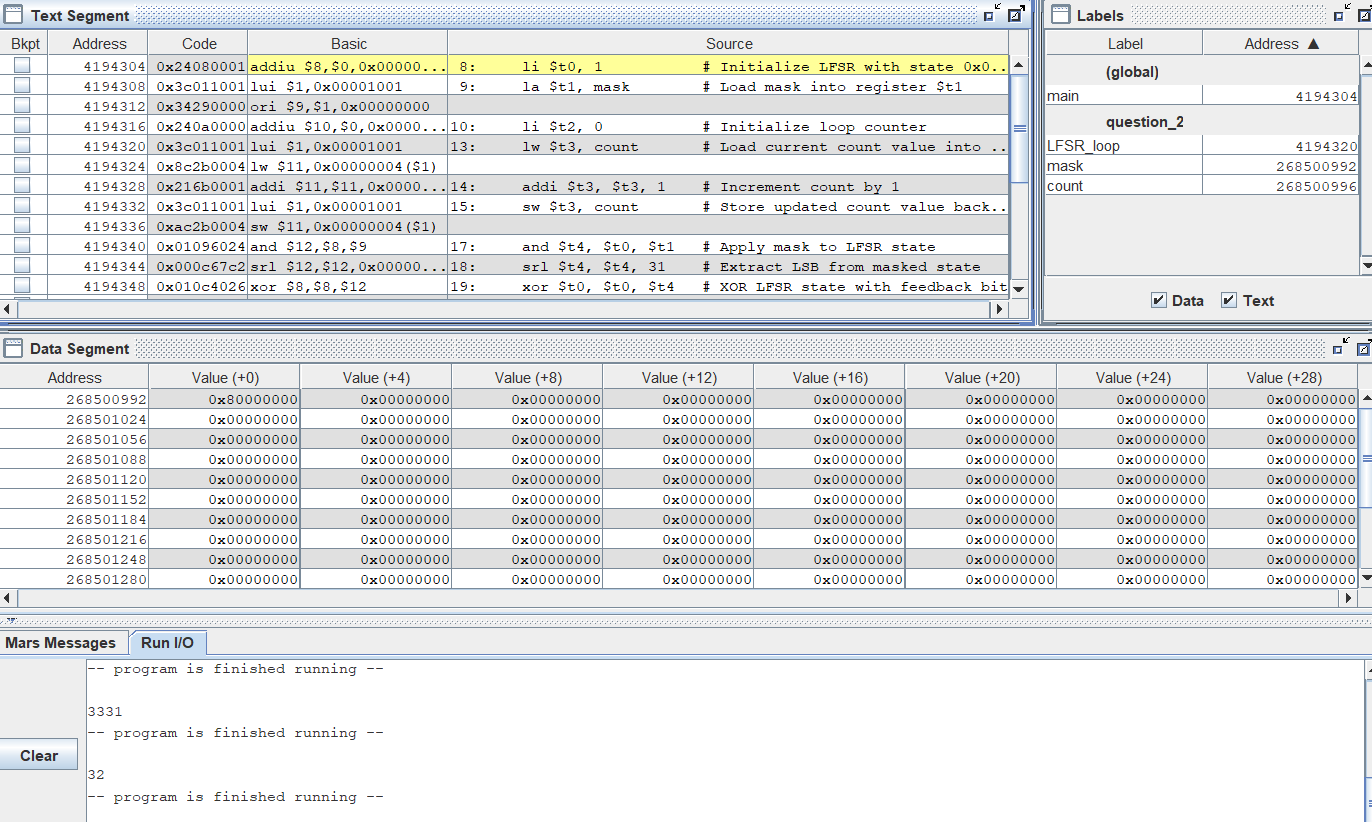 Text Segment
Bkpt Address Code Basic Source
4194304 0x24080001 addiu $8,$0,0x00000... 8: li $t0, 1 # Initialize LFSR with state 0x0..
4194308 0x3c011001 lui $1,0x00001001 9: la $t1, mask # Load mask into register $t1
4194312 0x34290000 ori $9,$1,0x00000000
4194316 0x240a0000 addiu $10,$0,0x0000... 10: li $t2, 0 # Initialize loop counter
4194320 0x3c011001 lui $1,0x00001001 13: lw $t3, count # Load current count value into ..
4194324 0x8c2b0004 lw $11,0x00000004($1)
4194328 0x216b0001 addi $11,$11,0x0000... 14: addi $t3, $t3, 1 # Increment count by 1
4194332 0x3c011001 lui $1,0x00001001 15: sw $t3, count # Store updated count value back..
4194336 0xac2b0004 sw $11,0x00000004($1)
4194340 0x01096024 and $12,$8,$9 17: and $t4, $t0, $t1 # Apply mask to LFSR state
4194344 0x000c67c2 srl $12,$12,0x00000... 18: srl $t4, $t4, 31 # Extract LSB from masked state
4194348 0x010c4026 xor $8,$8,$12 19: xor $t0, $t0, $t4 # XOR LFSR state with feedback bit
Labels
Label Address ▲
(global)
main 4194304
question_2
LFSR_loop 4194320
mask 268500992
count 268500996
Data Text
Data Segment
Address Value (+0) Value (+4) Value (+8) Value (+12) Value (+16) Value (+20) Value (+24) Value (+28)
268500992 0x80000000 0x00000000 0x00000000 0x00000000 0x00000000 0x00000000 0x00000000 0x00000000
268501024 0x00000000 0x00000000 0x00000000 0x00000000 0x00000000 0x00000000 0x00000000 0x00000000
268501056 0x00000000 0x00000000 0x00000000 0x00000000 0x00000000 0x00000000 0x00000000 0x00000000
268501088 0x00000000 0x00000000 0x00000000 0x00000000 0x00000000 0x00000000 0x00000000 0x00000000
268501120 0x00000000 0x00000000 0x00000000 0x00000000 0x00000000 0x00000000 0x00000000 0x00000000
268501152 0x00000000 0x00000000 0x00000000 0x00000000 0x00000000 0x00000000 0x00000000 0x00000000
268501184 0x00000000 0x00000000 0x00000000 0x00000000 0x00000000 0x00000000 0x00000000 0x00000000
268501216 0x00000000 0x00000000 0x00000000 0x00000000 0x00000000 0x00000000 0x00000000 0x00000000
268501248 0x00000000 0x00000000 0x00000000 0x00000000 0x00000000 0x00000000 0x00000000 0x00000000
268501280 0x00000000 0x00000000 0x00000000 0x00000000 0x00000000 0x00000000 0x00000000 0x00000000
Mars Messages Run I/O
-- program is finished running --
3331
-- program is finished running --
Clear
32
-- program is finished running --